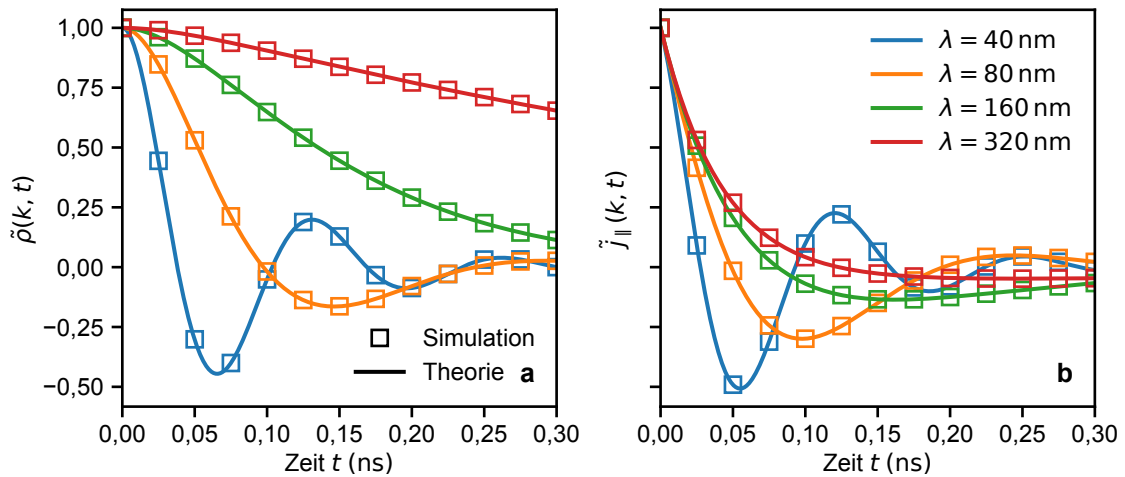 1,00
0,75
0,50
0,25
0,00
−0,25
−0,50
ρ̃(k, t)
Simulation
Theorie
a
0,00 0,05 0,10 0,15 0,20 0,25 0,30
Zeit t (ns)
j̃∥(k, t)
λ = 40 nm
λ = 80 nm
λ = 160 nm
λ = 320 nm
b
0,00 0,05 0,10 0,15 0,20 0,25 0,30
Zeit t (ns)